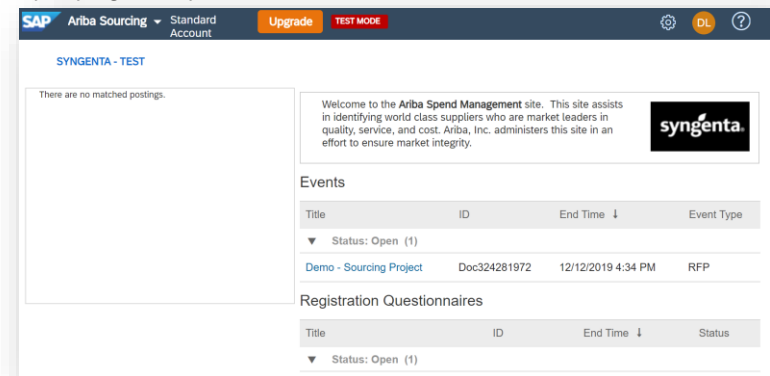 SAP Ariba Sourcing Standard Account Upgrade TEST MODE DL ?
SYNGENTA - TEST
There are no matched postings.
Welcome to the Ariba Spend Management site. This site assists
in identifying world class suppliers who are market leaders in
quality, service, and cost. Ariba, Inc. administers this site in an
effort to ensure market integrity.
syngenta.
Events
Title ID End Time ↓ Event Type
▼ Status: Open (1)
Demo - Sourcing Project Doc324281972 12/12/2019 4:34 PM RFP
Registration Questionnaires
Title ID End Time ↓ Status
▼ Status: Open (1)